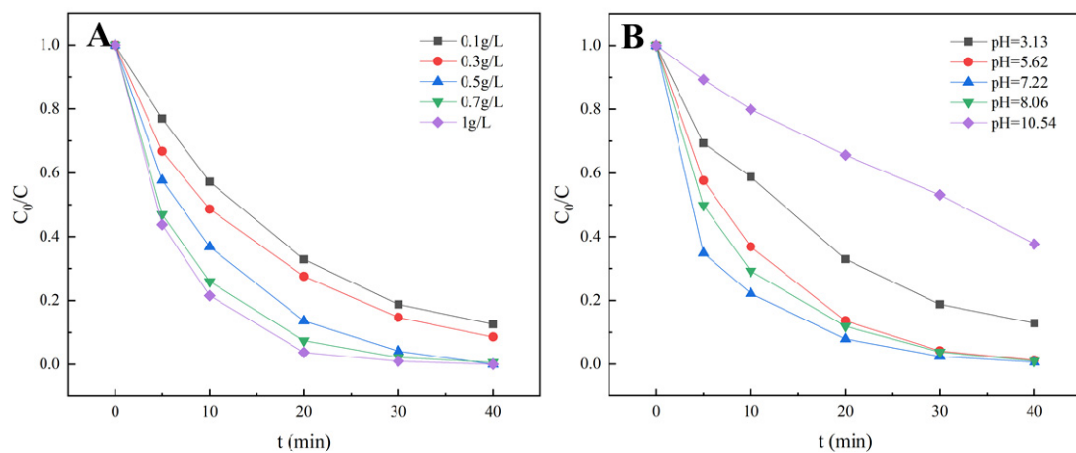 A
0.1g/L
0.3g/L
0.5g/L
0.7g/L
1g/L
C₀/C
1.0
0.8
0.6
0.4
0.2
0.0
0 10 20 30 40
t (min)
B
pH=3.13
pH=5.62
pH=7.22
pH=8.06
pH=10.54
C₀/C
1.0
0.8
0.6
0.4
0.2
0.0
0 10 20 30 40
t (min)